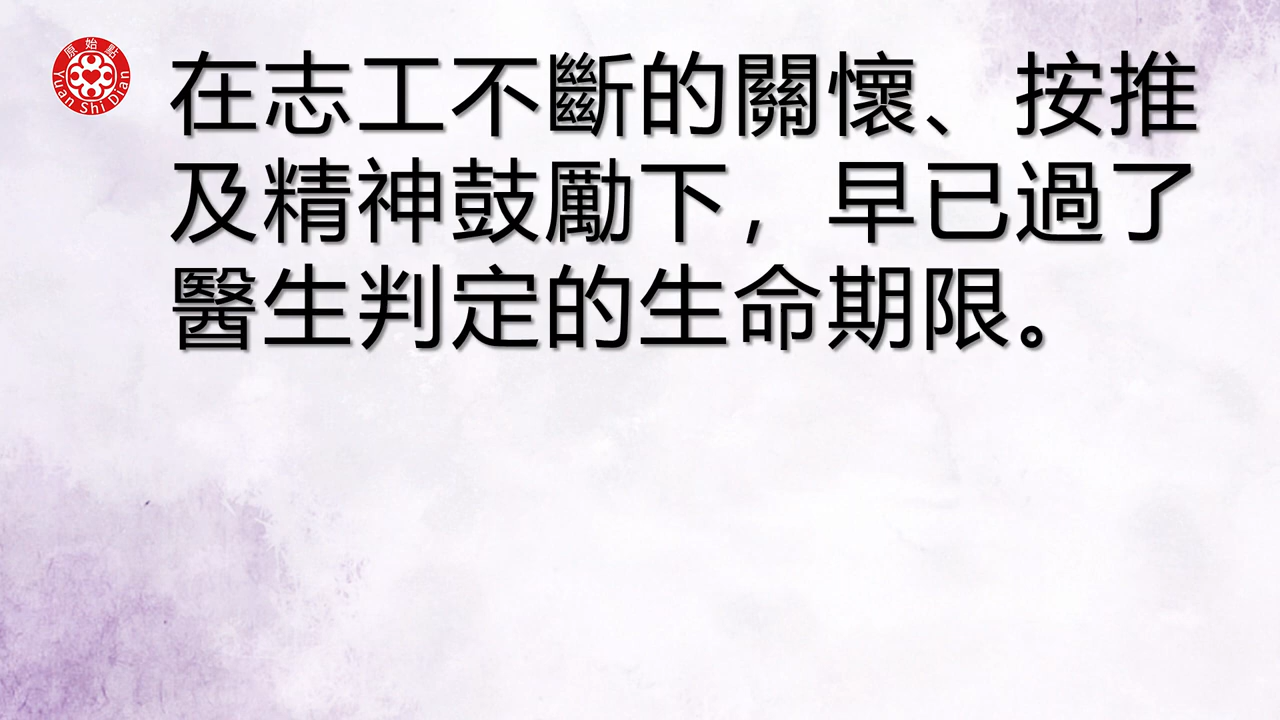 原始點
Yuan Shi Dian
在志工不斷的關懷、按推
及精神鼓勵下，早已過了
醫生判定的生命期限。